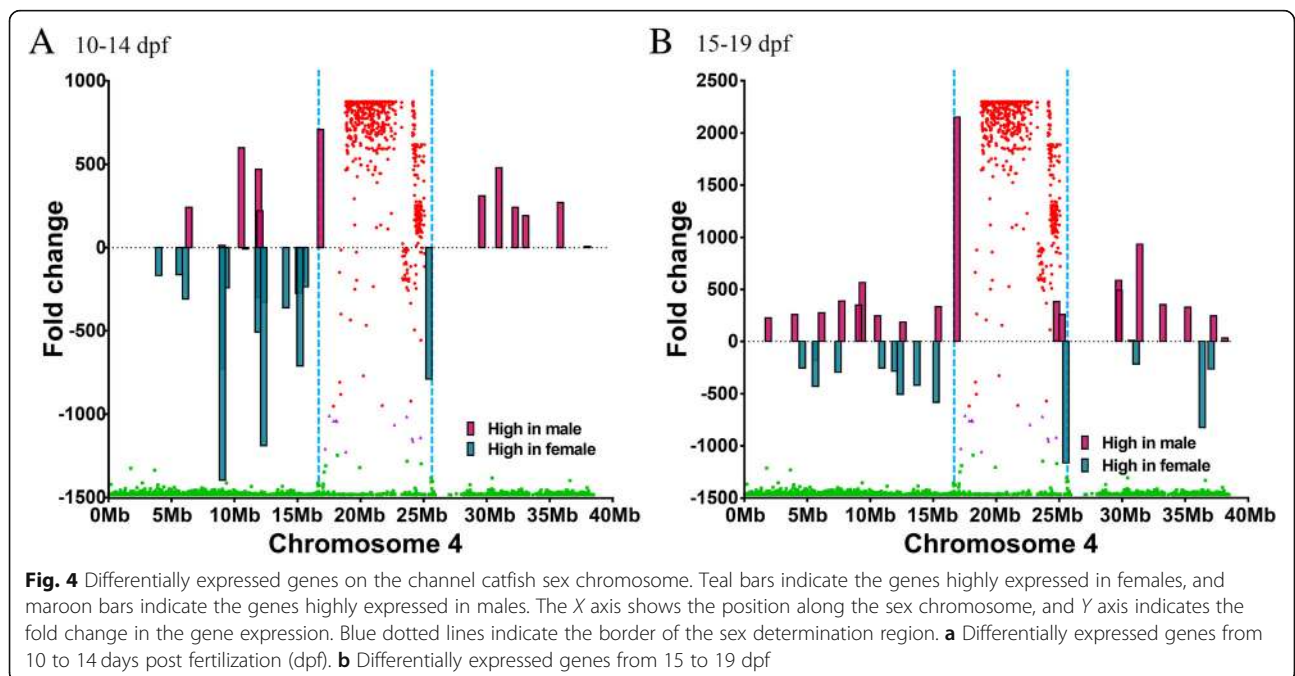 A 10-14 dpf
B 15-19 dpf
1000
500
0
-500
-1000
-1500
Fold change
High in male
High in female
0Mb 5Mb 10Mb 15Mb 20Mb 25Mb 30Mb 35Mb 40Mb
Chromosome 4
2500
2000
1500
1000
500
0
-500
-1000
-1500
Fold change
High in male
High in female
0Mb 5Mb 10Mb 15Mb 20Mb 25Mb 30Mb 35Mb 40Mb
Chromosome 4
Fig. 4 Differentially expressed genes on the channel catfish sex chromosome. Teal bars indicate the genes highly expressed in females, and
maroon bars indicate the genes highly expressed in males. The X axis shows the position along the sex chromosome, and Y axis indicates the
fold change in the gene expression. Blue dotted lines indicate the border of the sex determination region. a Differentially expressed genes from
10 to 14 days post fertilization (dpf). b Differentially expressed genes from 15 to 19 dpf